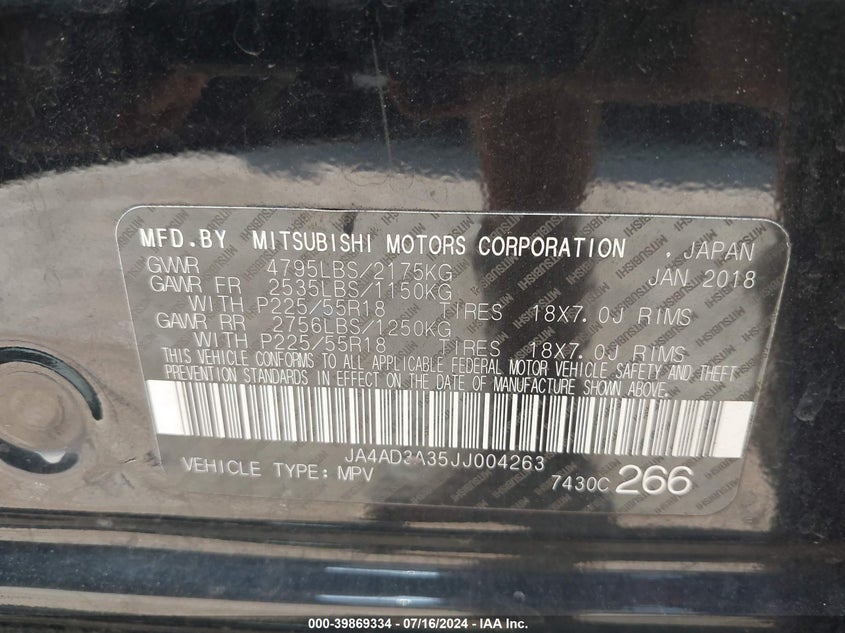 MFD.BY MITSUBISHI MOTORS CORPORATION , JAPAN
GVWR 4795LBS/2175KG JAN 2018
GAWR FR 2535LBS/1150KG
WITH P225/55R18 TIRES 18X7.0J RIMS
GAWR RR 2756LBS/1250KG
WITH P225/55R18 TIRES 18X7.0J RIMS
THIS VEHICLE CONFORMS TO ALL APPLICABLE FEDERAL MOTOR VEHICLE SAFETY AND THEFT
PREVENTION STANDARDS IN EFFECT ON THE DATE OF MANUFACTURE SHOWN ABOVE.
JA4AD3A35JJ004263
VEHICLE TYPE: MPV 7430C 266
000-39869334 - 07/16/2024 - IAA Inc.